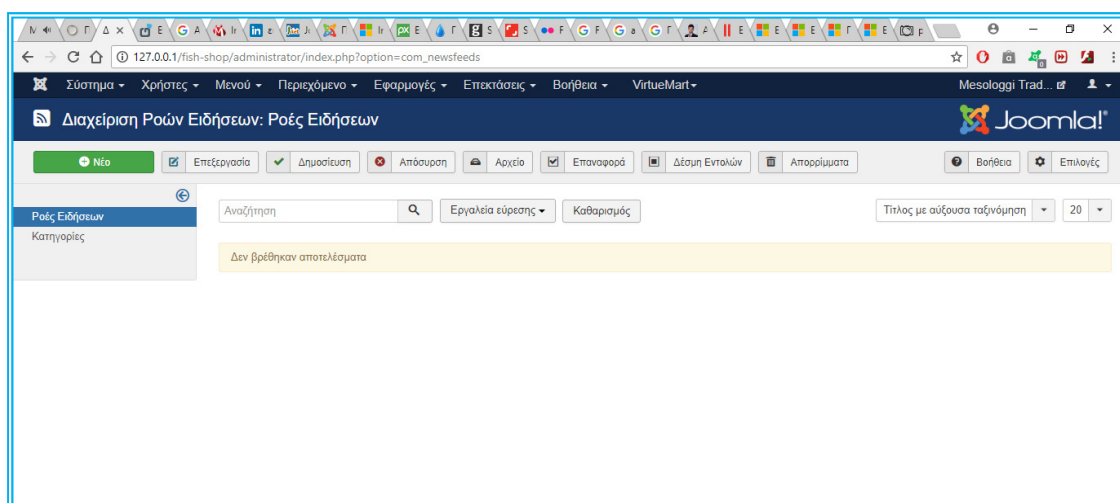 127.0.0.1/fish-shop/administrator/index.php?option=com_newsfeeds
Σύστημα Χρήστες Μενού Περιεχόμενο Εφαρμογές Επεκτάσεις Βοήθεια VirtueMart Mesologgi Trad...
Διαχείριση Ροών Ειδήσεων: Ροές Ειδήσεων Joomla!
Νέο Επεξεργασία Δημοσίευση Απόσυρση Αρχείο Επαναφορά Δέσμη Εντολών Απορρίμματα Βοήθεια Επιλογές
Ροές Ειδήσεων
Κατηγορίες
Αναζήτηση Εργαλεία εύρεσης Καθαρισμός Τίτλος με αύξουσα ταξινόμηση 20
Δεν βρέθηκαν αποτελέσματα